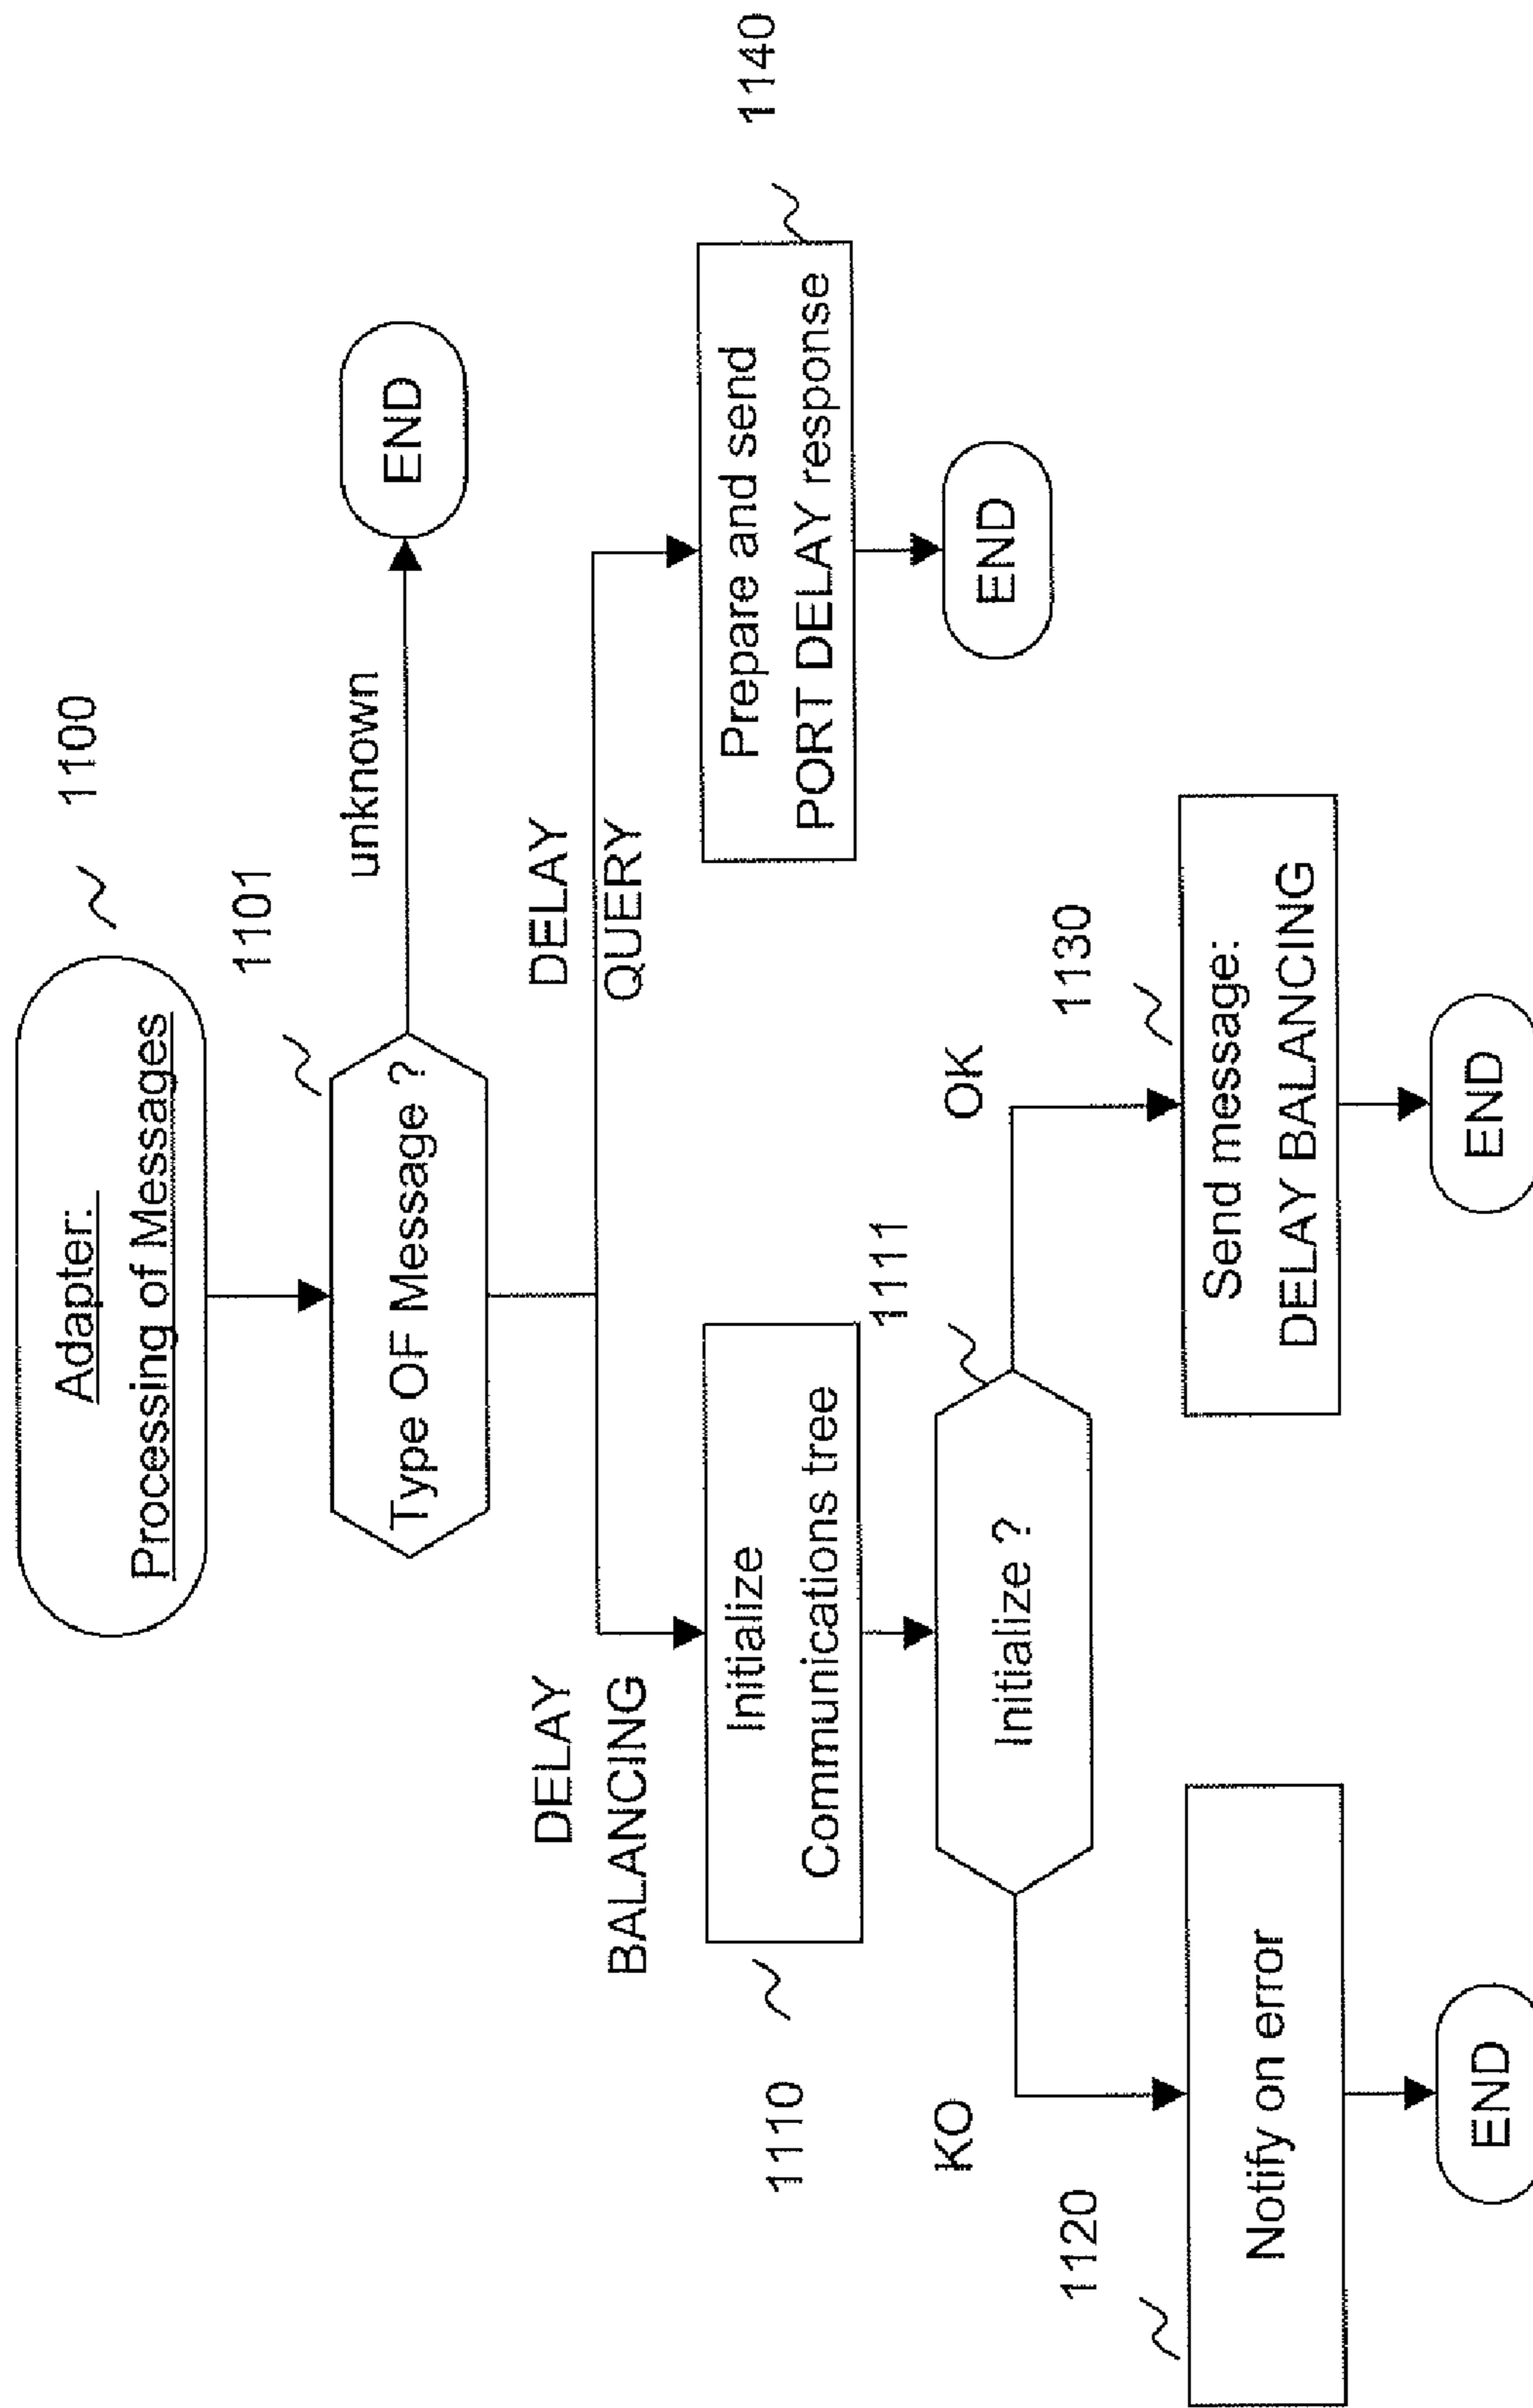 Adapter:
Processing of Messages
1100
Type OF Message ?
1101
unknown
END
DELAY
BALANCING
DELAY
QUERY
Initialize
Communications tree
1110
Prepare and send
PORT DELAY response
1140
END
Initialize ?
1111
KO
OK
Notify on error
1120
Send message:
DELAY BALANCING
1130
END
END